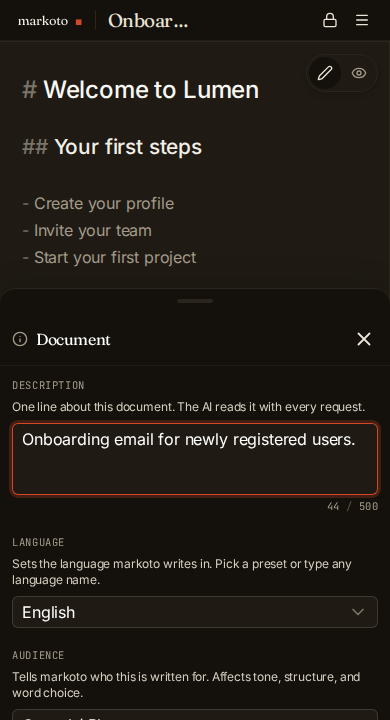 markoto
Onboar...
# Welcome to Lumen
## Your first steps
- Create your profile
- Invite your team
- Start your first project
Document
DESCRIPTION
One line about this document. The AI reads it with every request.
Onboarding email for newly registered users.
44 / 500
LANGUAGE
Sets the language markoto writes in. Pick a preset or type any
language name.
English
AUDIENCE
Tells markoto who this is written for. Affects tone, structure, and
word choice.